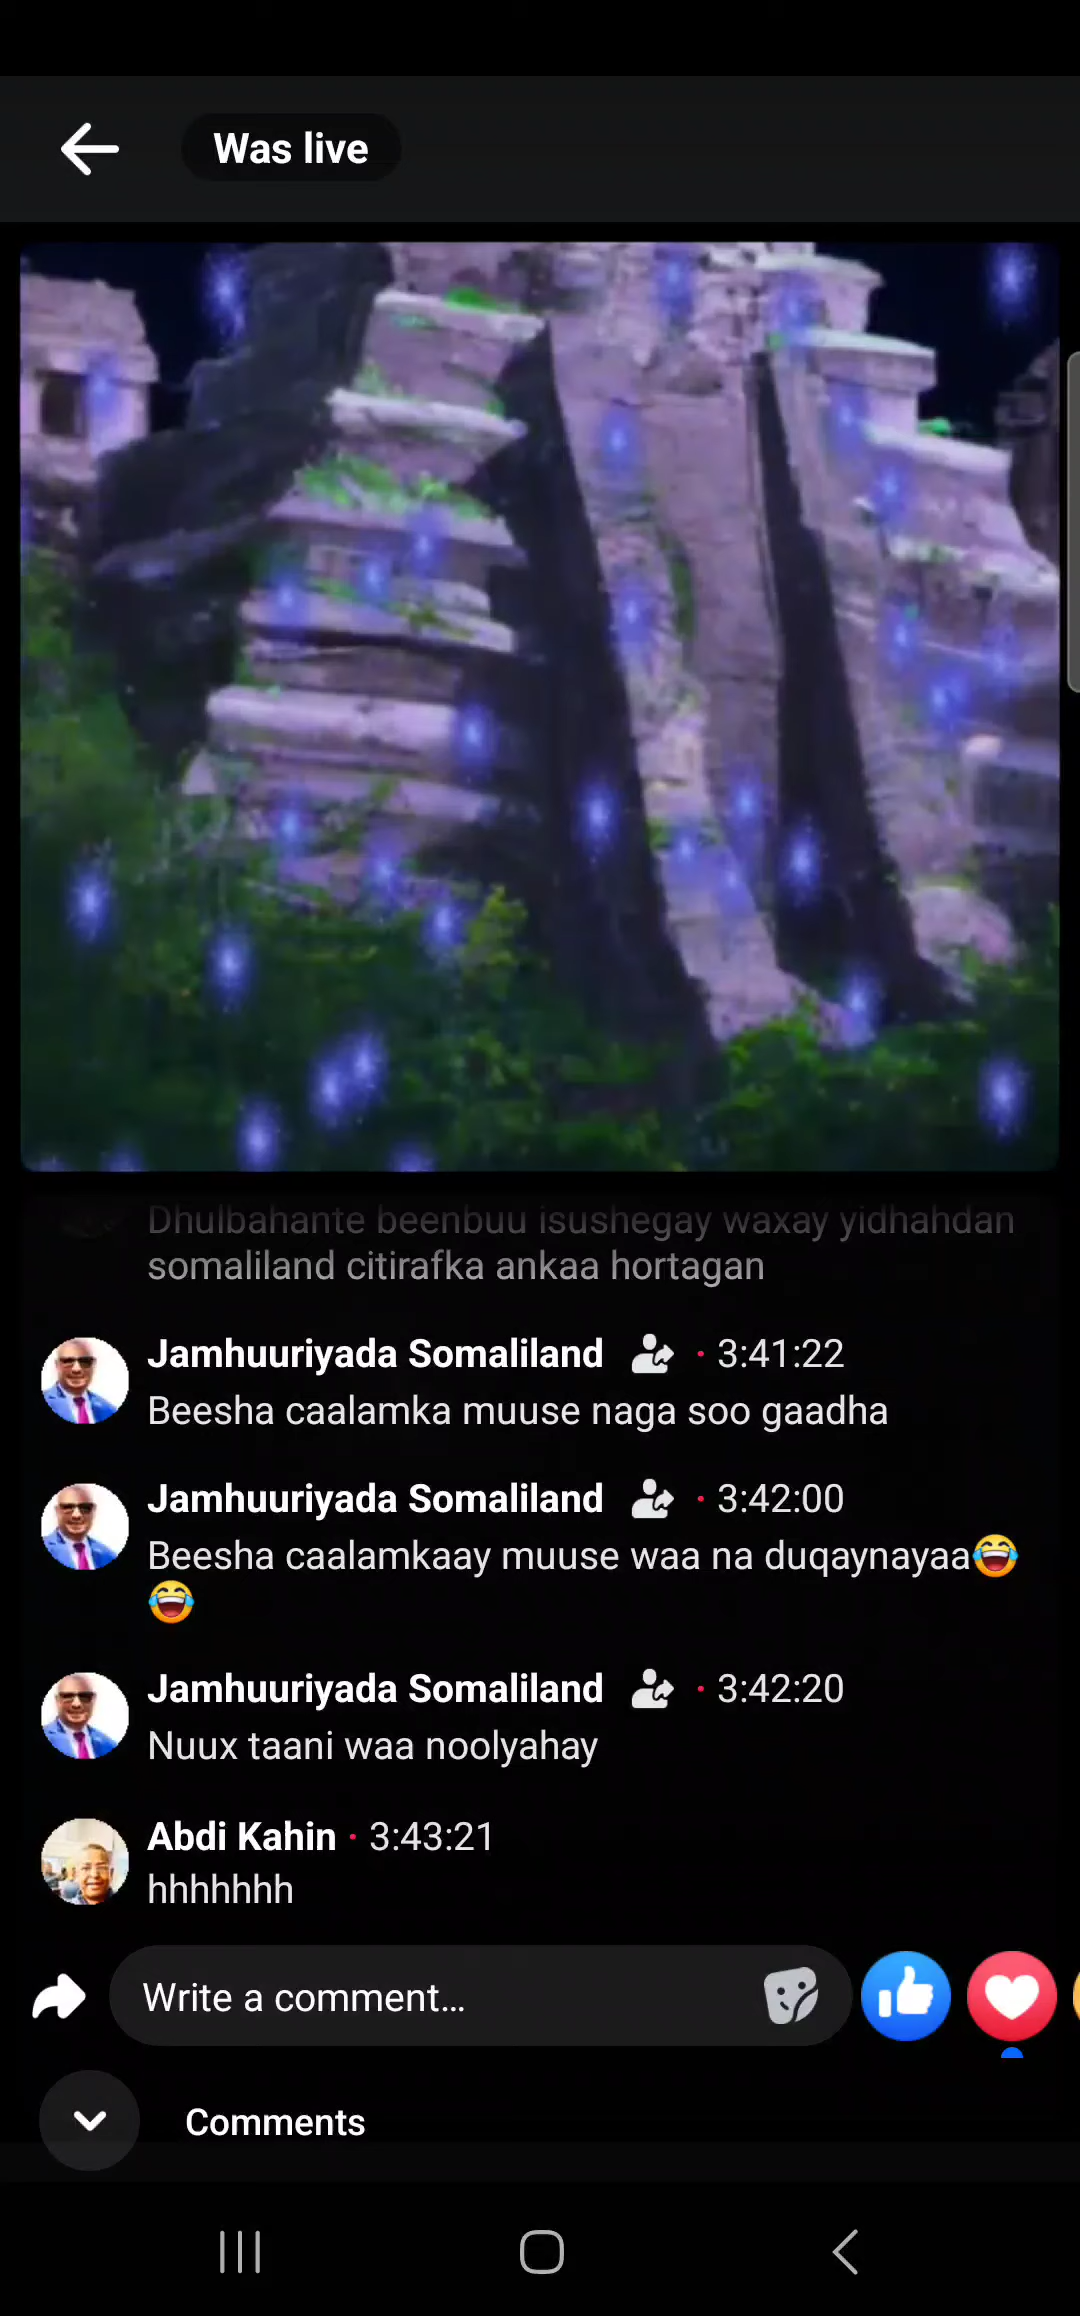 Was live
Dhulbahante beenbuu isushegay waxay yidhahdan
somaliland citirafka ankaa hortagan
Jamhuuriyada Somaliland · 3:41:22
Beesha caalamka muuse naga soo gaadha
Jamhuuriyada Somaliland · 3:42:00
Beesha caalamkaay muuse waa na duqaynayaa😂
😂
Jamhuuriyada Somaliland · 3:42:20
Nuux taani waa noolyahay
Abdi Kahin · 3:43:21
hhhhhhh
Write a comment...
Comments